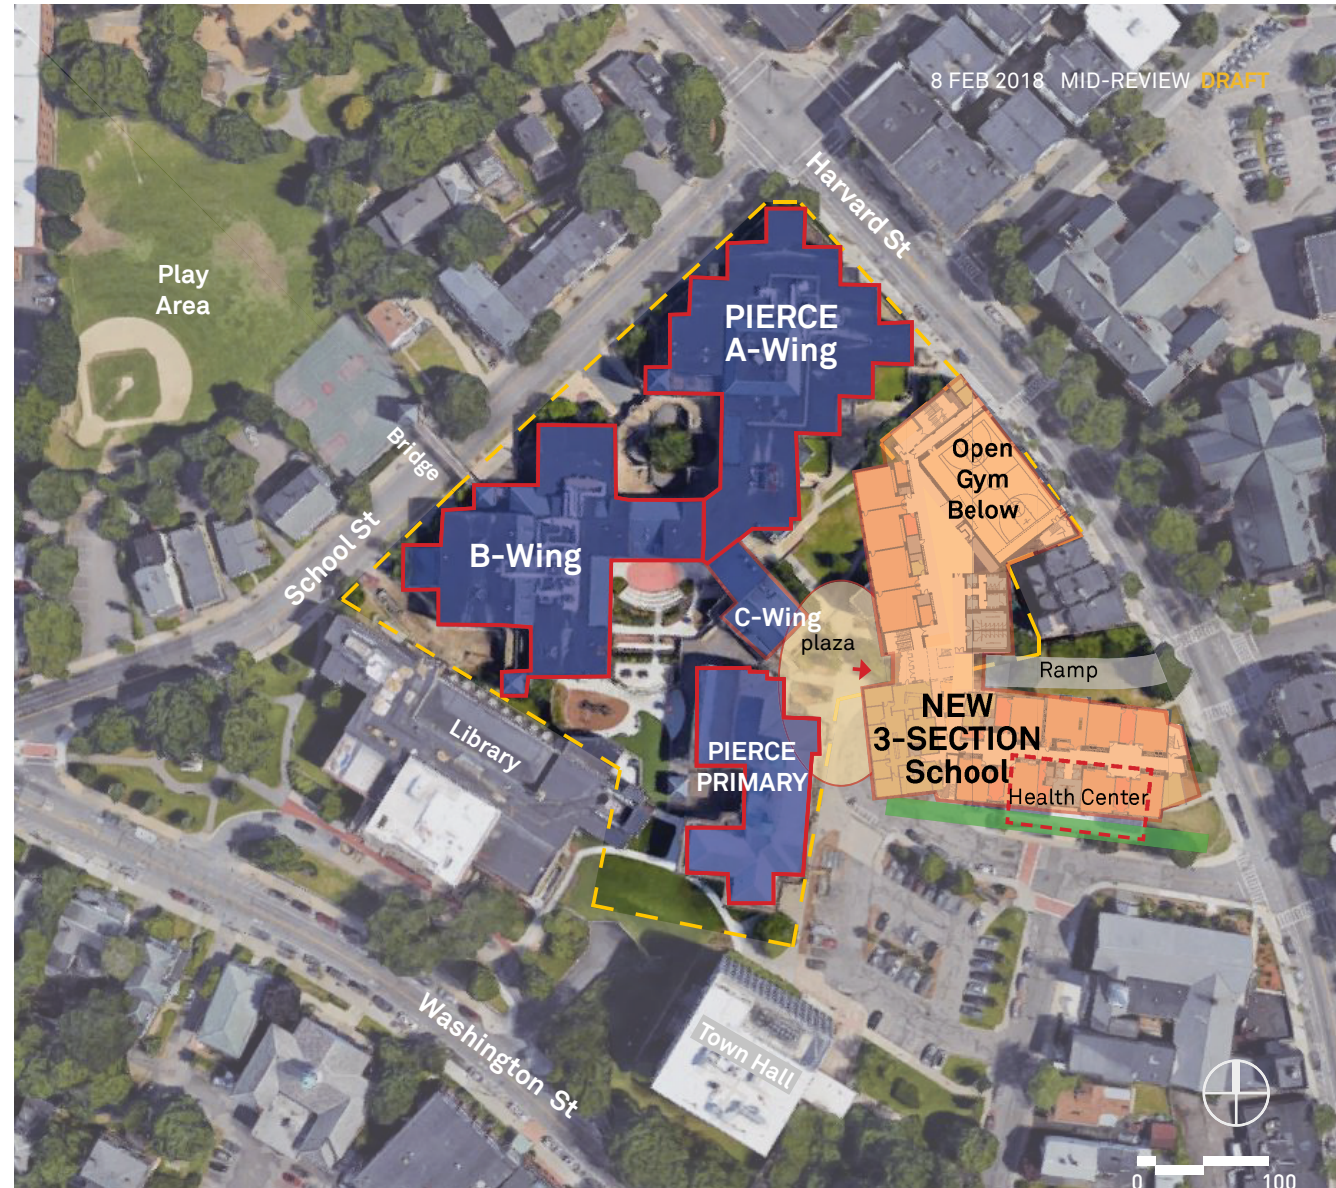 8 FEB 2018 MID-REVIEW DRAFT
Harvard St
Play
Area
PIERCE
A-Wing
Bridge
Open
Gym
Below
School St
B-Wing
C-Wing
plaza
Ramp
NEW
3-SECTION
School
Library
PIERCE
PRIMARY
Health Center
Washington St
Town Hall
0 100